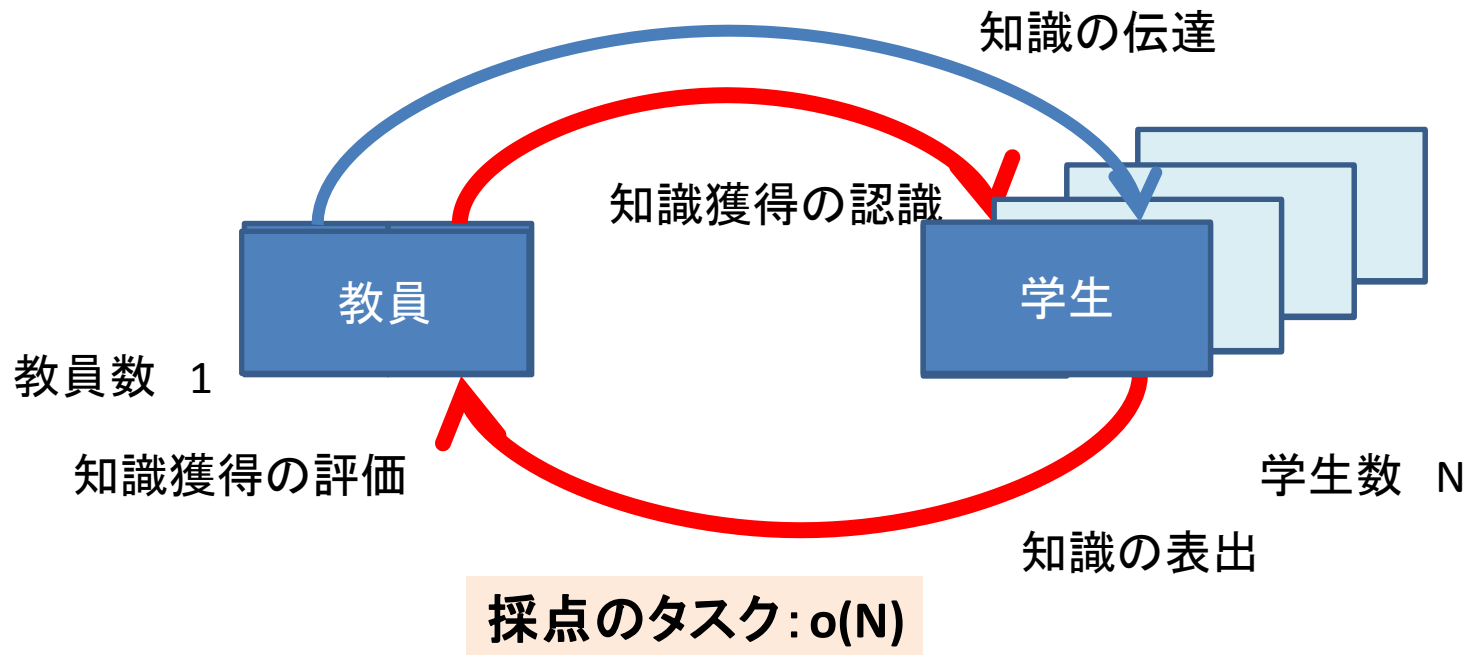 知識の伝達
知識獲得の認識
教員
学生
教員数 1
知識獲得の評価
学生数 N
知識の表出
採点のタスク:o(N)